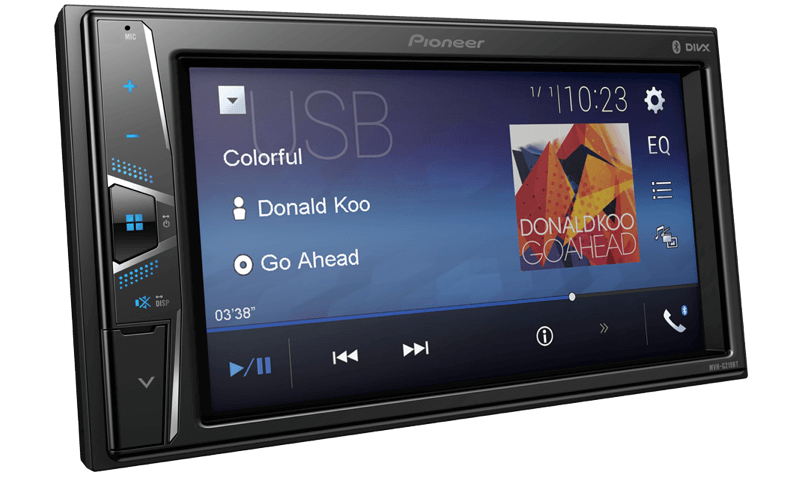 MIC
Pioneer
DIVX
USB
1/ 1
10:23
Colorful
EQ
Donald Koo
DONALDKOO
GOAHEAD
Go Ahead
DISP
03'38"